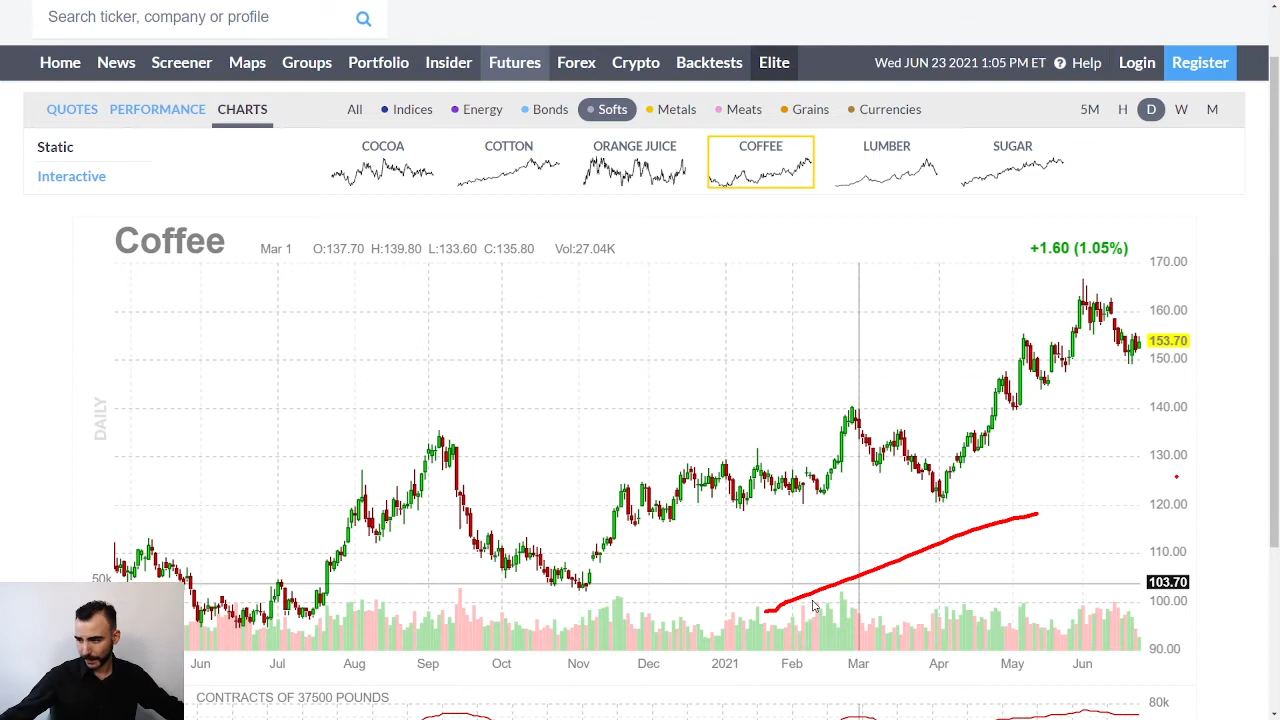 Search ticker, company or profile
Home News Screener Maps Groups Portfolio Insider Futures Forex Crypto Backtests Elite Wed JUN 23 2021 1:05 PM ET Help Login Register
QUOTES PERFORMANCE CHARTS All Indices Energy Bonds Softs Metals Meats Grains Currencies 5M H D W M
Static COCOA COTTON ORANGE JUICE COFFEE LUMBER SUGAR
Interactive
Coffee Mar 1 O:137.70 H:139.80 L:133.60 C:135.80 Vol:27.04K +1.60 (1.05%)
170.00
160.00
153.70
150.00
140.00
DAILY
130.00
120.00
110.00
50k 103.70
100.00
90.00
Jun Jul Aug Sep Oct Nov Dec 2021 Feb Mar Apr May Jun
CONTRACTS OF 37500 POUNDS 80k